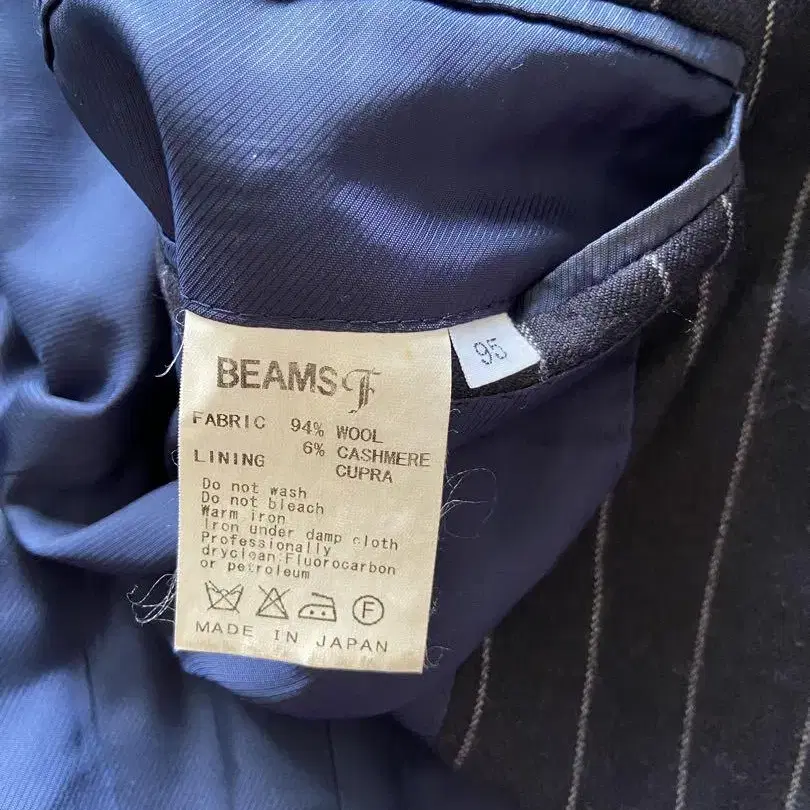 BEAMS F
95
FABRIC 94% WOOL
6% CASHMERE
LINING CUPRA
Do not wash
Do not bleach
Warm iron
Iron under damp cloth
Professionally
dryclean:Fluorocarbon
or petroleum
F
MADE IN JAPAN